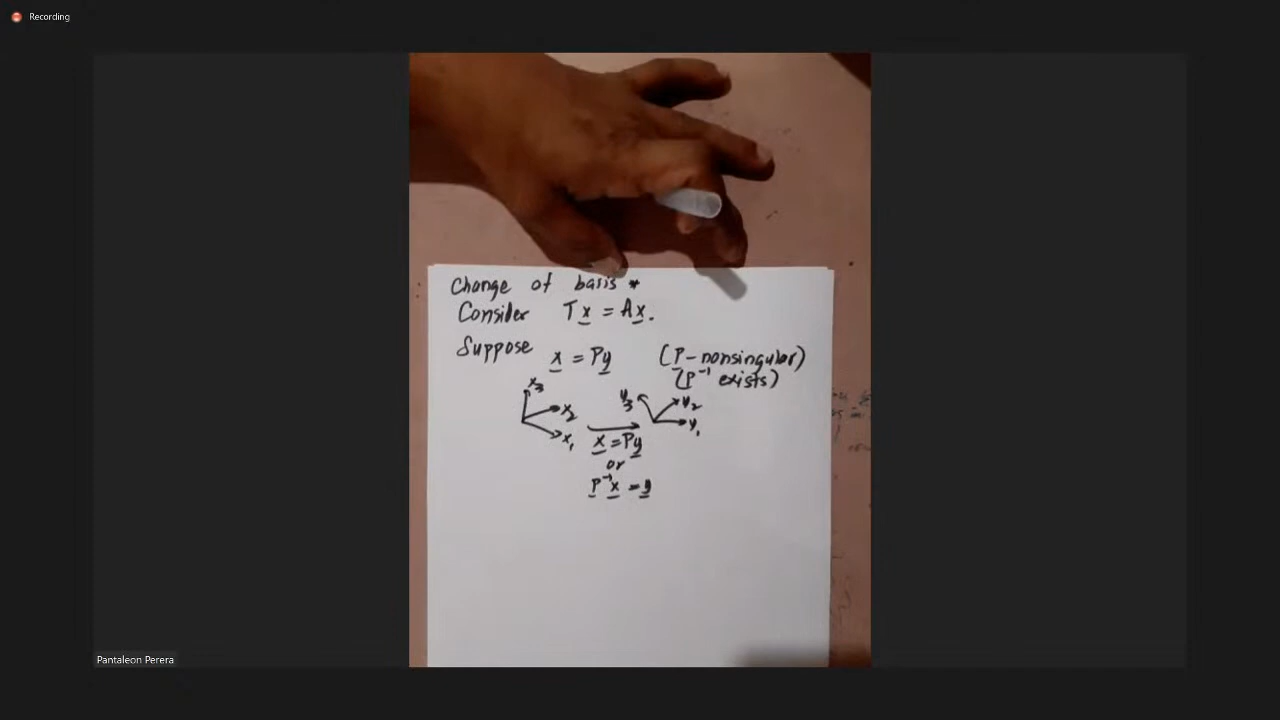 Recording
Change of basis *
Consider Tx = Ax.
Suppose x = Py (P-nonsingular)
(P⁻¹ exists)
x₃
x₂
x₁
y₃
y₂
y₁
x = Py
or
P⁻¹x = y
Pantaleon Perera